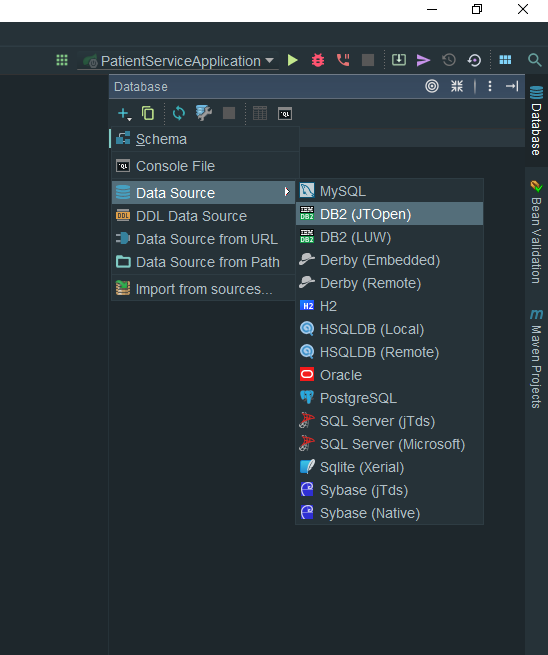 PatientServiceApplication
Database
Schema
Console File
Data Source
DDL Data Source
Data Source from URL
Data Source from Path
Import from sources...
MySQL
DB2 (JTOpen)
DB2 (LUW)
Derby (Embedded)
Derby (Remote)
H2
HSQLDB (Local)
HSQLDB (Remote)
Oracle
PostgreSQL
SQL Server (jTds)
SQL Server (Microsoft)
Sqlite (Xerial)
Sybase (jTds)
Sybase (Native)
Database
Bean Validation
Maven Projects